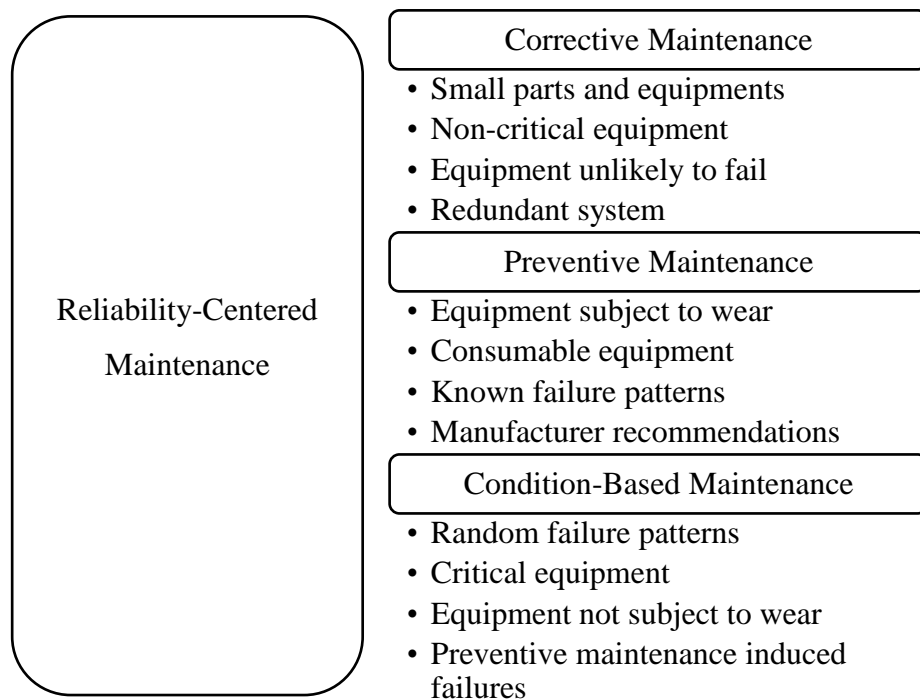 Reliability-Centered
Maintenance
Corrective Maintenance
• Small parts and equipments
• Non-critical equipment
• Equipment unlikely to fail
• Redundant system
Preventive Maintenance
• Equipment subject to wear
• Consumable equipment
• Known failure patterns
• Manufacturer recommendations
Condition-Based Maintenance
• Random failure patterns
• Critical equipment
• Equipment not subject to wear
• Preventive maintenance induced
failures